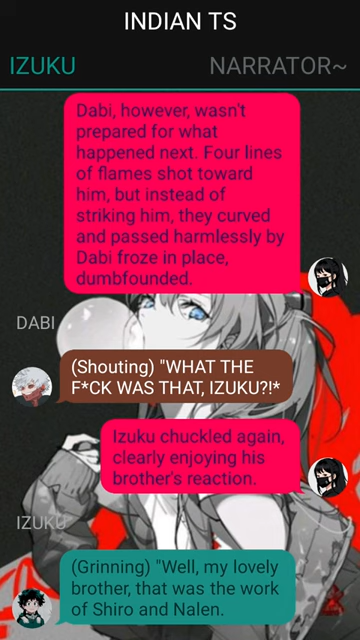 INDIAN TS
IZUKU
NARRATOR~
Dabi, however, wasn't
prepared for what
happened next. Four lines
of flames shot toward
him, but instead of
striking him, they curved
and passed harmlessly by
Dabi froze in place,
dumbfounded.
DABI
(Shouting) "WHAT THE
F*CK WAS THAT, IZUKU?!*
Izuku chuckled again,
clearly enjoying his
brother's reaction.
IZUKU
(Grinning) "Well, my lovely
brother, that was the work
of Shiro and Nalen.